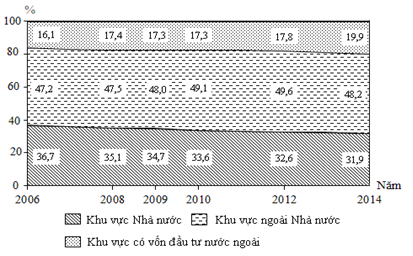 %
100
16,1 17,4 17,3 17,3 17,8 19,9
80
60
47,2 47,5 48,0 49,1 49,6 48,2
40
20
36,7 35,1 34,7 33,6 32,6 31,9
0
2006 2008 2009 2010 2012 2014 Năm
Khu vực Nhà nước Khu vực ngoài Nhà nước
Khu vực có vốn đầu tư nước ngoài